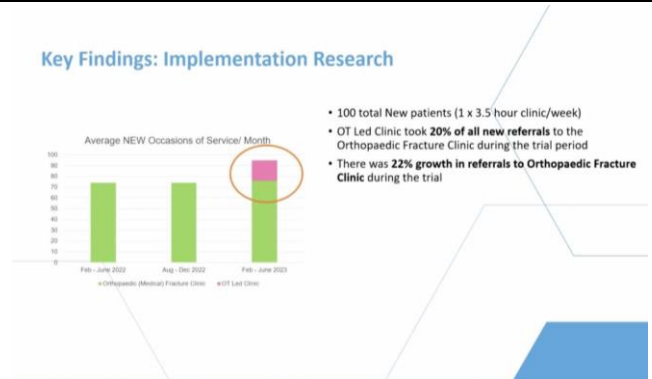 Key Findings: Implementation Research
Average NEW Occasions of Service/ Month
100
90
80
70
60
50
40
30
20
10
0
Feb - June 2022
Aug - Dec 2022
Feb - June 2023
Orthopaedic (Medical) Fracture Clinic
OT Led Clinic
• 100 total New patients (1 x 3.5 hour clinic/week)
• OT Led Clinic took 20% of all new referrals to the
Orthopaedic Fracture Clinic during the trial period
• There was 22% growth in referrals to Orthopaedic Fracture
Clinic during the trial